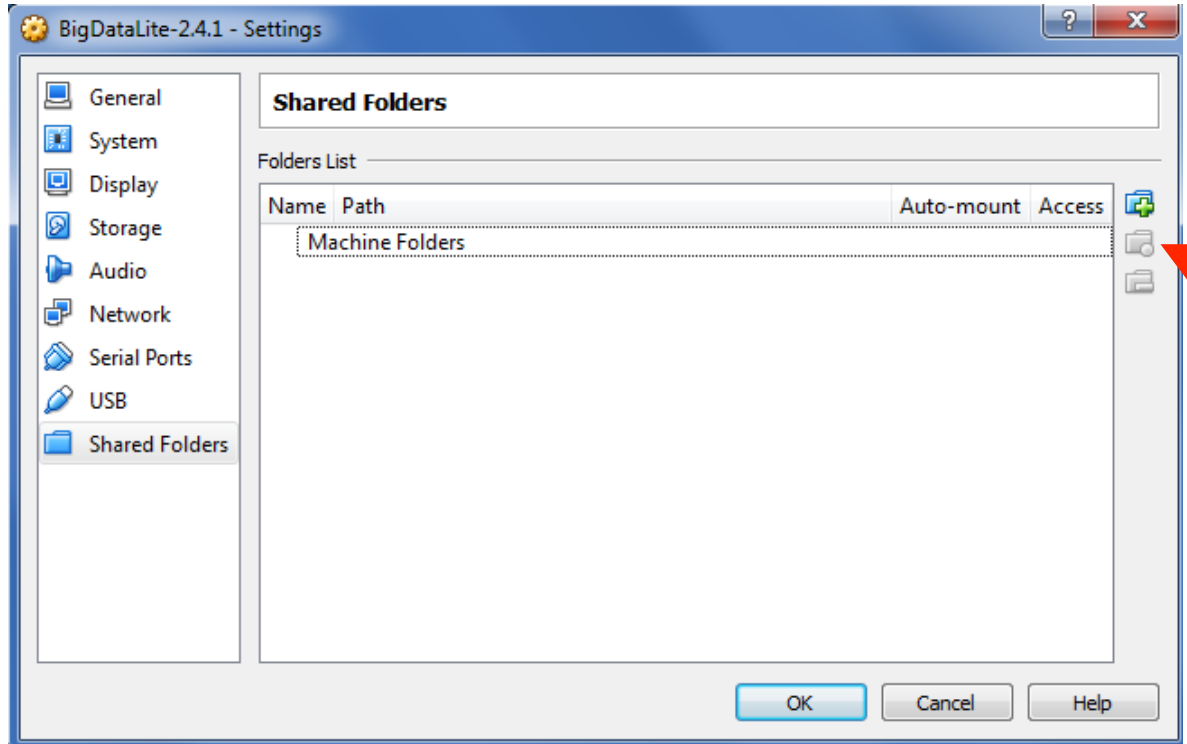 BigDataLite-2.4.1 - Settings
?
X
General
System
Display
Storage
Audio
Network
Serial Ports
USB
Shared Folders
Shared Folders
Folders List
Name Path Auto-mount Access
Machine Folders
OK Cancel Help